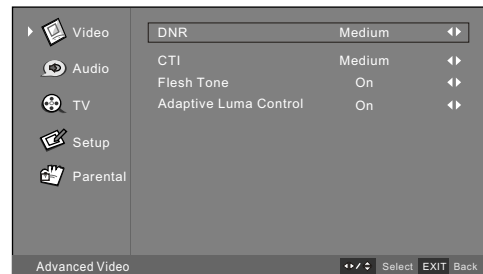 Video
Audio
TV
Setup
Parental
DNR Medium
CTI Medium
Flesh Tone On
Adaptive Luma Control On
Advanced Video Select EXIT Back